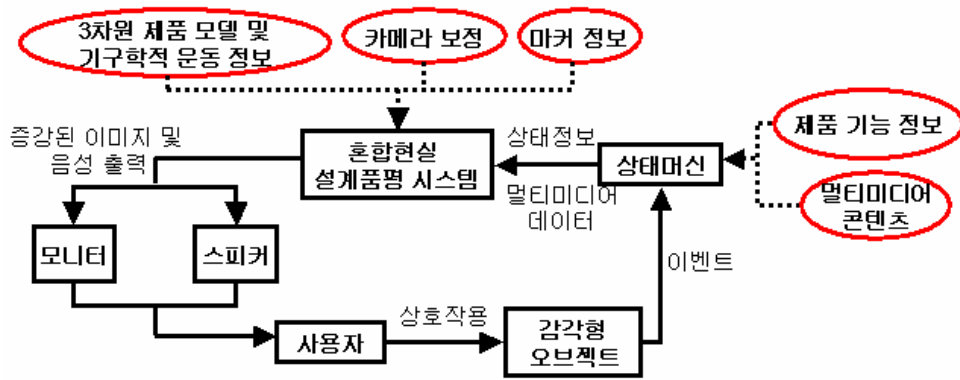 3차원 제품 모델 및
기구학적 운동 정보
카메라 보정
마커 정보
제품 기능 정보
멀티미디어
콘텐츠
증강된 이미지 및
음성 출력
혼합현실
설계품평 시스템
상태정보
멀티미디어
데이터
상태머신
모니터
스피커
이벤트
사용자
상호작용
감각형
오브젝트